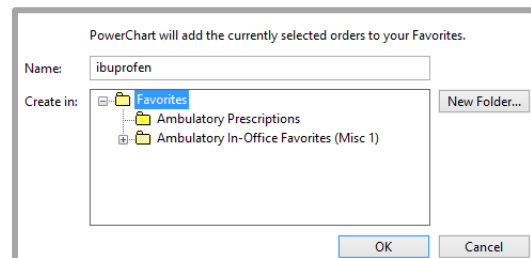 PowerChart will add the currently selected orders to your Favorites.
Name: ibuprofen
Create in: Favorites New Folder...
Ambulatory Prescriptions
Ambulatory In-Office Favorites (Misc 1)
OK Cancel